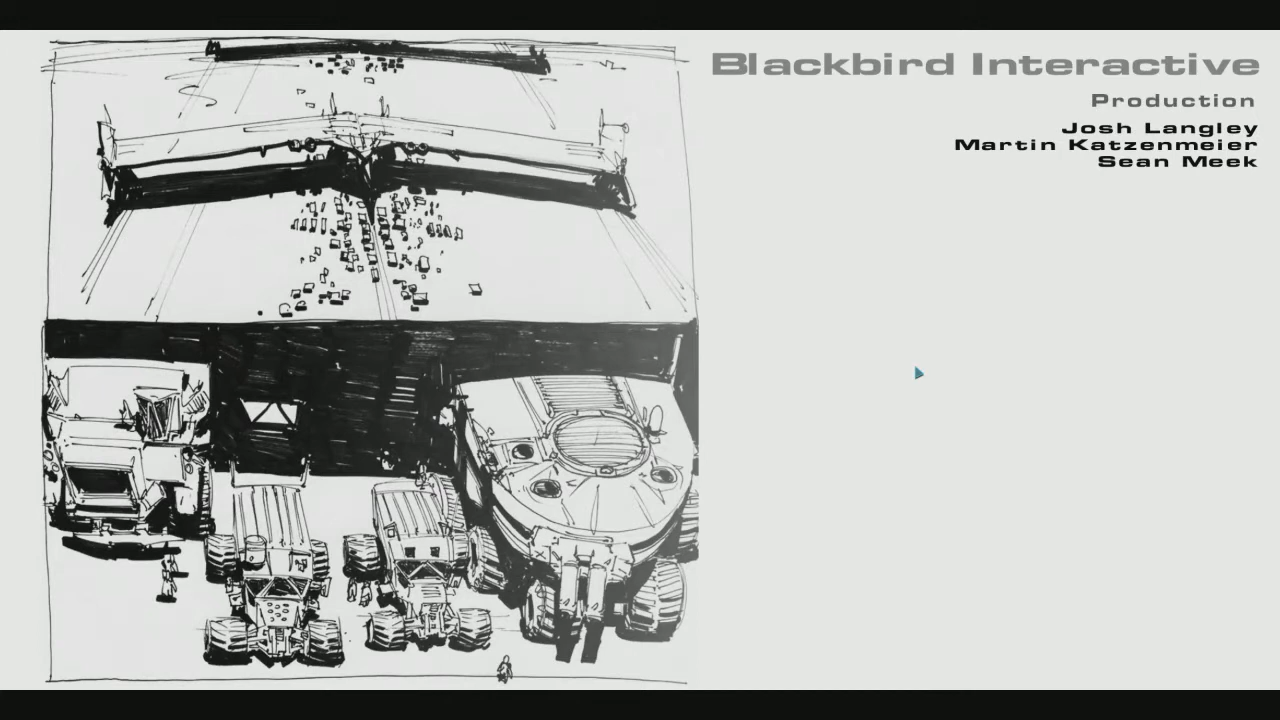 Blackbird Interactive
Production
Josh Langley
Martin Katzenmeier
Sean Meek